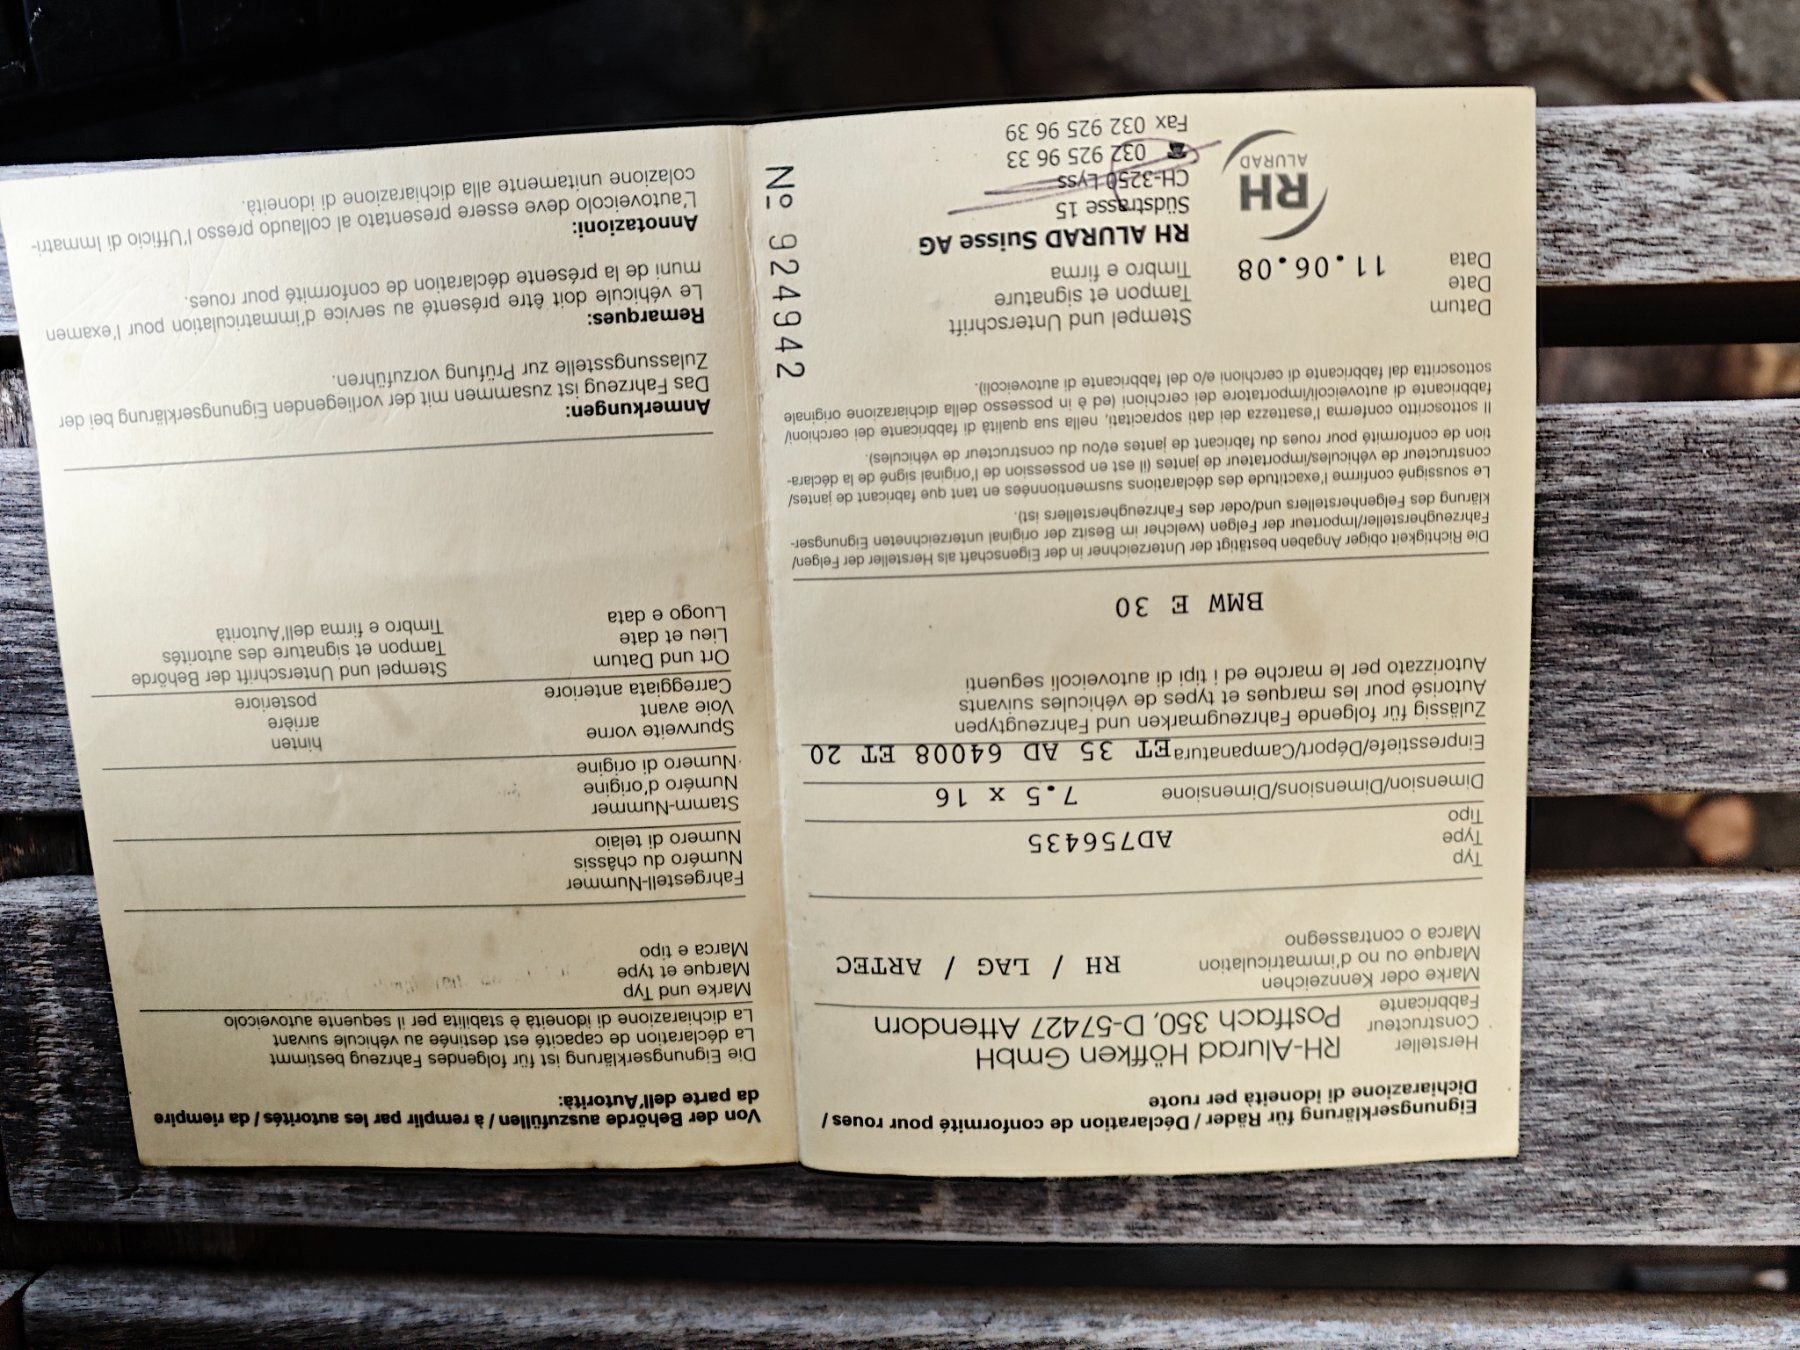 Eignungserklärung für Räder / Déclaration de conformité pour roues /
Dichiarazione di idoneità per ruote
Hersteller
Constructeur
Fabbricante
RH-Alurad Höffken GmbH
Postfach 350, D-57427 Attendorn
Marke oder Kennzeichen
Marque ou no d'immatriculation
Marca o contrassegno
RH / LAG / ARTEC
Typ
Type
Tipo
AD756435
Dimension/Dimensions/Dimensione 7.5 x 16
Einpresstiefe/Déport/Campanatura ET 35 AD 64008 ET 20
Zulässig für folgende Fahrzeugmarken und Fahrzeugtypen
Autorisé pour les marques et types de véhicules suivants
Autorizzato per le marche ed i tipi di autoveicoli seguenti
BMW E 30
Die Richtigkeit obiger Angaben bestätigt der Unterzeichner in der Eigenschaft als Hersteller der Felgen/
Fahrzeughersteller/Importeur der Felgen (welcher im Besitz der original unterzeichneten Eignungser-
klärung des Felgenherstellers und/oder des Fahrzeugherstellers ist).
Le soussigné confirme l'exactitude des déclarations susmentionnées en tant que fabricant de jantes/
constructeur de véhicules/importateur de jantes (il est en possession de l'original signé de la déclara-
tion de conformité pour roues du fabricant de jantes et/ou du constructeur de véhicules).
Il sottoscritto conferma l'esattezza dei dati sopracitati, nella sua qualità di fabbricante dei cerchioni/
fabbricante di autoveicoli/importatore dei cerchioni (ed è in possesso della dichiarazione originale
sottoscritta dal fabbricante di cerchioni e/o del fabbricante di autoveicoli).
Datum
Date
Data
11.06.08
Stempel und Unterschrift
Tampon et signature
Timbro e firma
RH ALURAD Suisse AG
Südstrasse 15
CH-3250 Lyss
☎ 032 925 96 33
Fax 032 925 96 39
RH
ALURAD
Nº 924942
Von der Behörde auszufüllen / à remplir par les autorités / da riempire
da parte dell'Autorità:
Die Eignungserklärung ist für folgendes Fahrzeug bestimmt
La déclaration de capacité est destinée au véhicule suivant
La dichiarazione di idoneità è stabilita per il sequente autoveicolo
Marke und Typ
Marque et type
Marca e tipo
Fahrgestell-Nummer
Numéro du châssis
Numero di telaio
Stamm-Nummer
Numéro d'origine
Numero di origine
Spurweite vorne hinten
Voie avant arrière
Carreggiata anteriore posteriore
Ort und Datum
Lieu et date
Luogo e data
Stempel und Unterschrift der Behörde
Tampon et signature des autorités
Timbro e firma dell'Autorità
Anmerkungen:
Das Fahrzeug ist zusammen mit der vorliegenden Eignungserklärung bei der
Zulassungsstelle zur Prüfung vorzuführen.
Remarques:
Le véhicule doit être présenté au service d'immatriculation pour l'examen
muni de la présente déclaration de conformité pour roues.
Annotazioni:
L'autoveicolo deve essere presentato al collaudo presso l'Ufficio di Immatri-
colazione unitamente alla dichiarazione di idoneità.